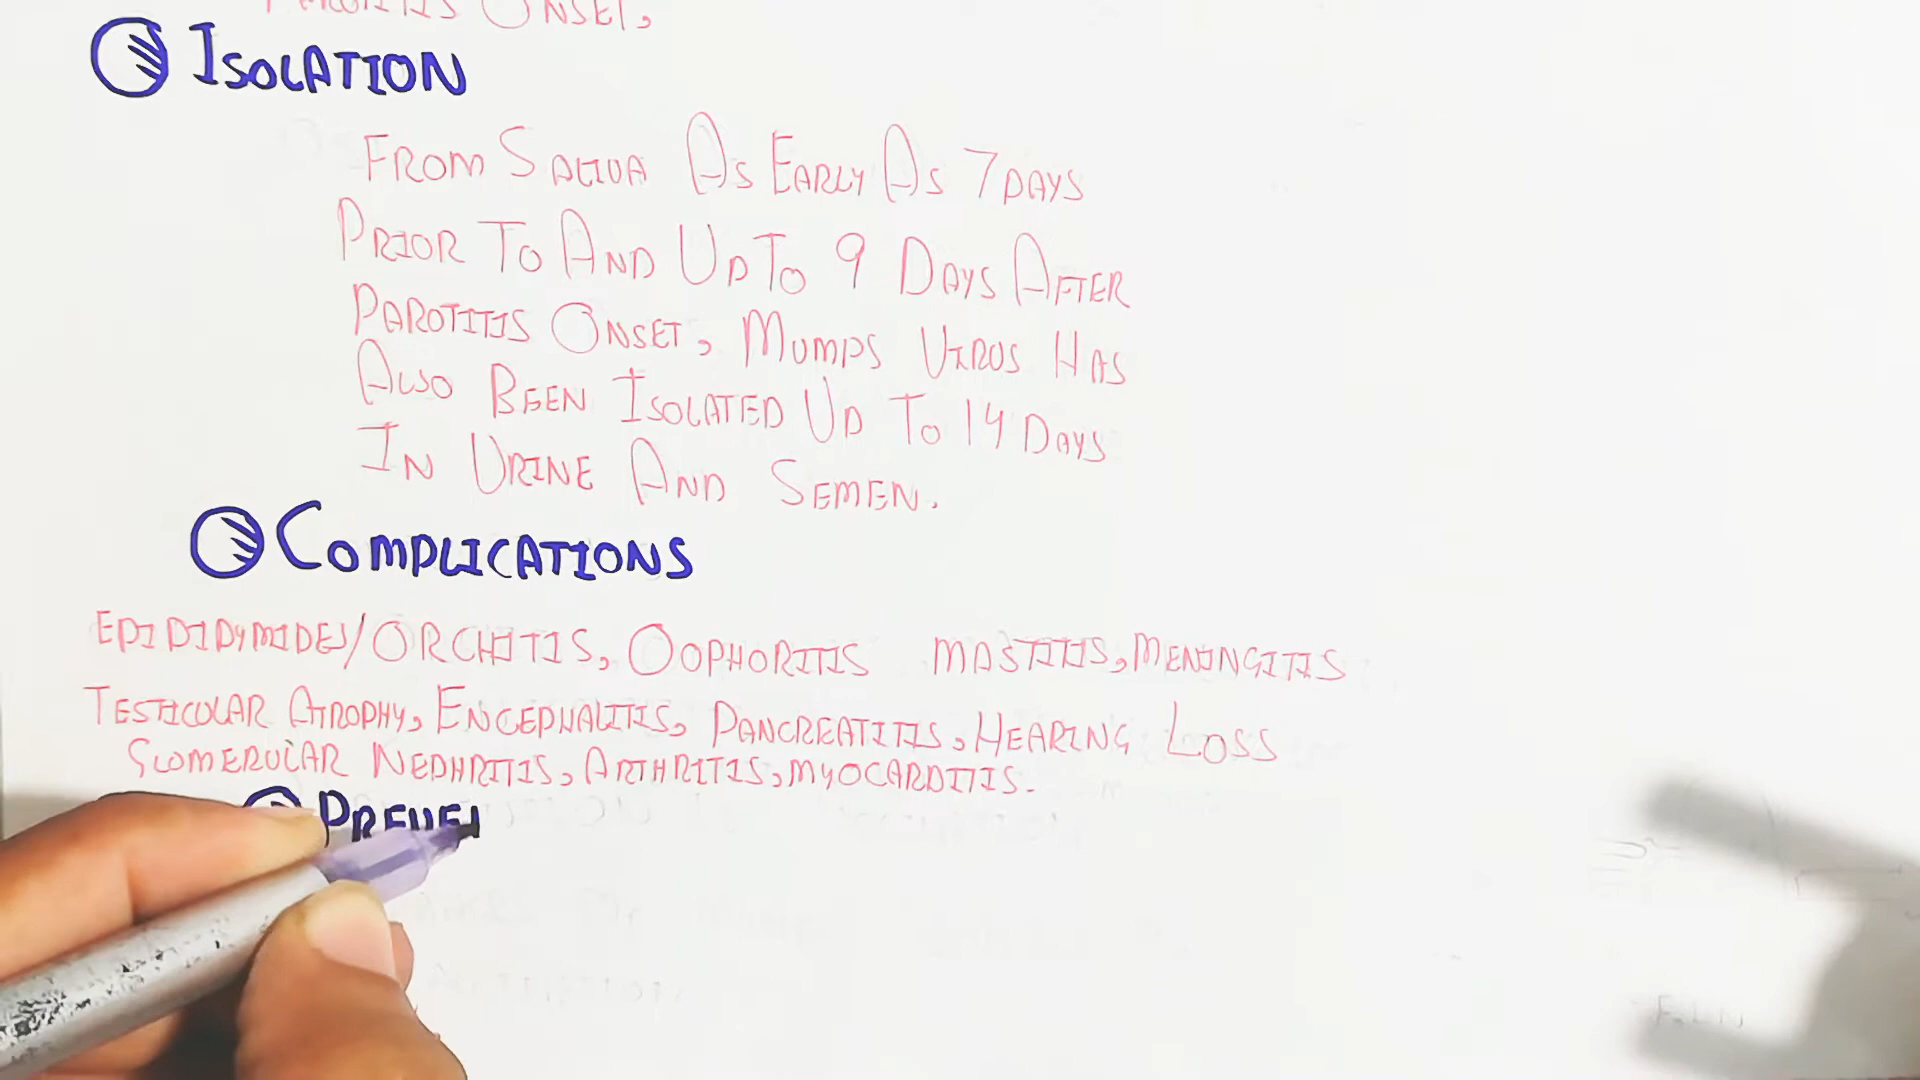 Onset,
Isolation
From Saliva As Early As 7 Days
Prior To And Up To 9 Days After
Parotitis Onset, Mumps Virus Has
Also Been Isolated Up To 14 Days
In Urine And Semen.
Complications
Epididymides/Orchitis, Oophoritis Mastitis, Meningitis
Testicular Atrophy, Encephalitis, Pancreatitis, Hearing Loss
Glomerular Nephritis, Arthritis, Myocarditis.
Preven